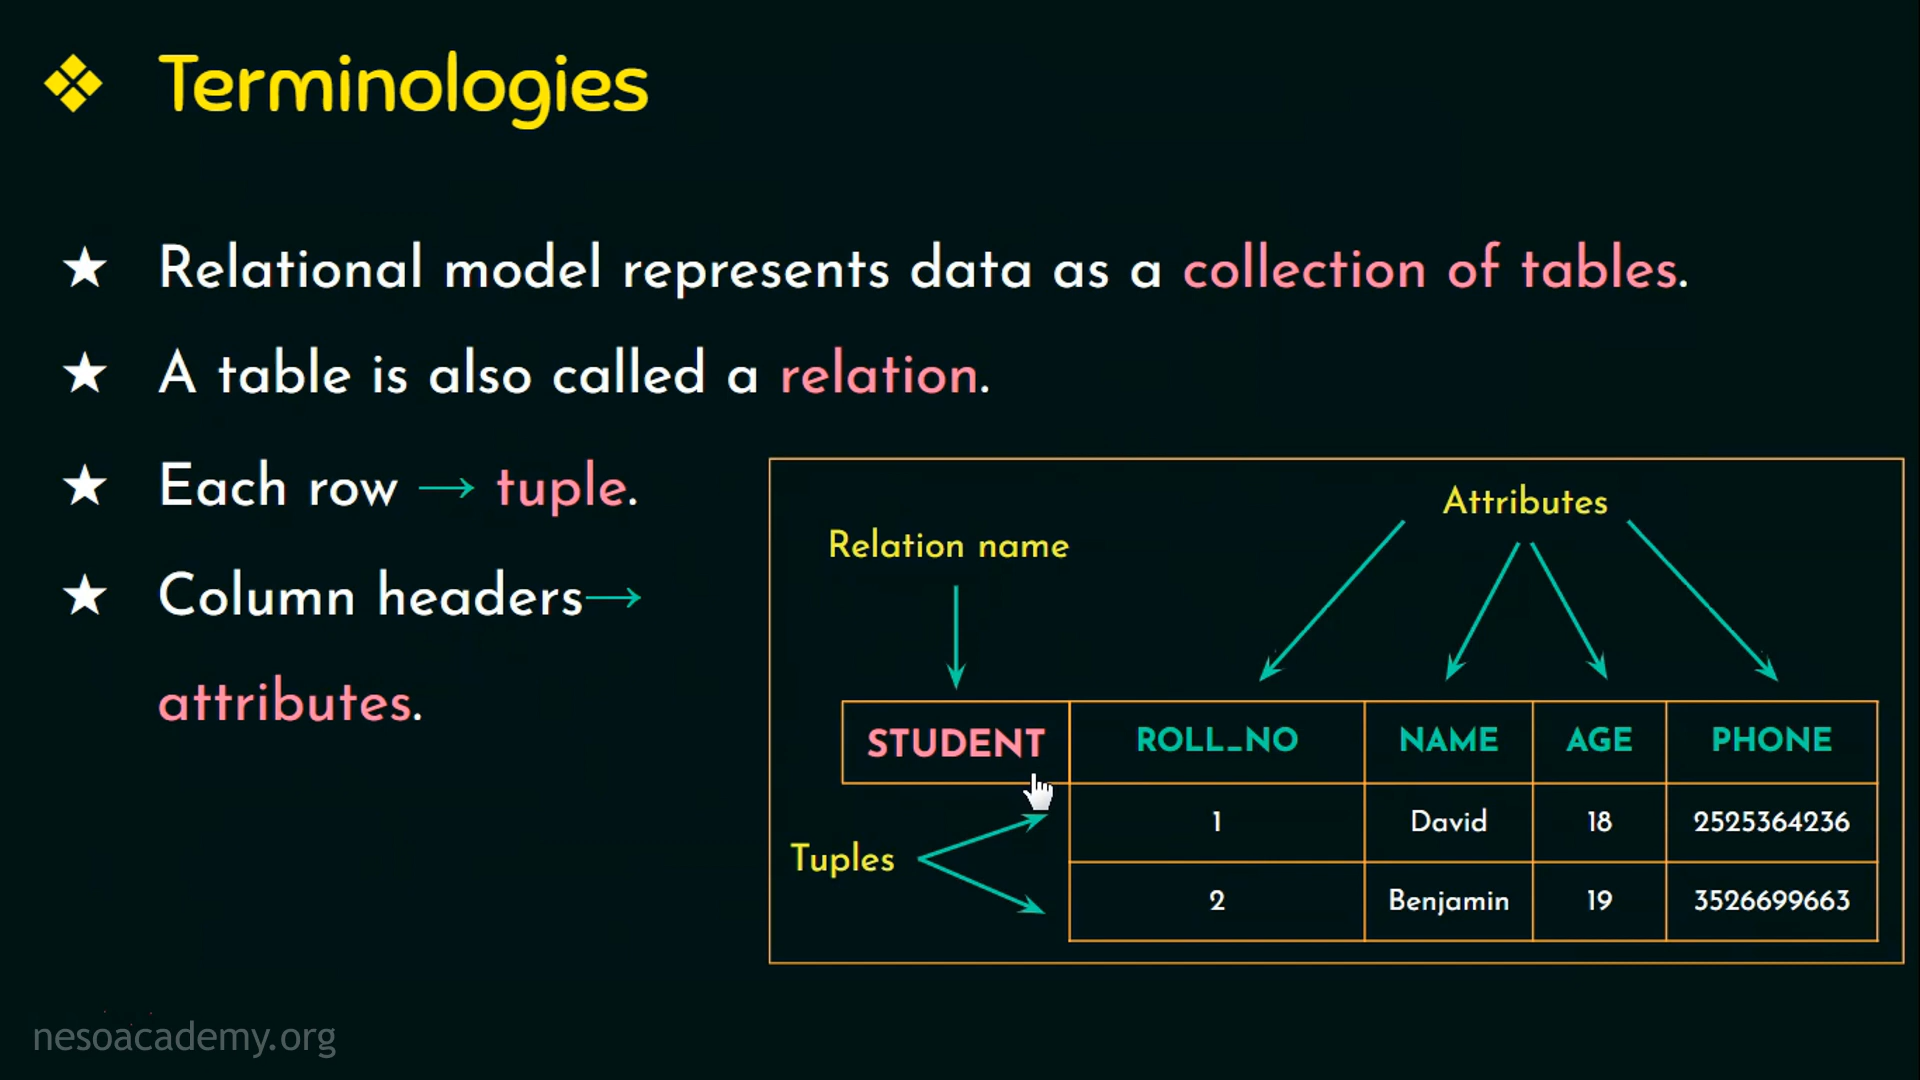 Terminologies
Relational model represents data as a collection of tables.
A table is also called a relation.
Each row → tuple.
Column headers→
attributes.
Attributes
Relation name
STUDENT ROLL_NO NAME AGE PHONE
1 David 18 2525364236
Tuples
2 Benjamin 19 3526699663
nesoacademy.org